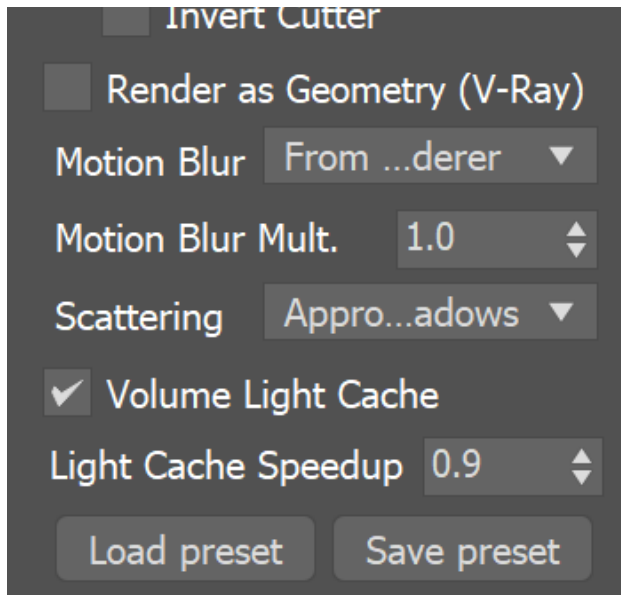 Invert Cutter
Render as Geometry (V-Ray)
Motion Blur From ...derer
Motion Blur Mult. 1.0
Scattering Appro...adows
Volume Light Cache
Light Cache Speedup 0.9
Load preset Save preset